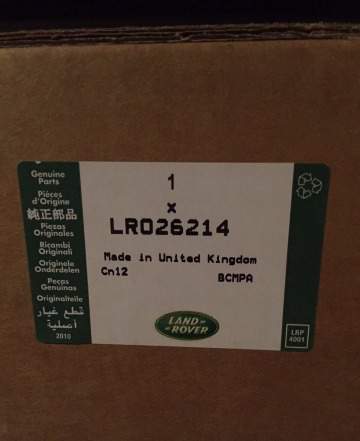 Genuine
Parts
Pièces
d'Origine
純正部品
Piezas
Originales
Ricambi
Originali
Originele
Onderdelen
Peças
Genuinas
Originalteile
قطع غيار
أصلية
2010
1
x
LR026214
Made in United Kingdom
Cn12 BCMPA
LAND-
-ROVER
LRP
4001